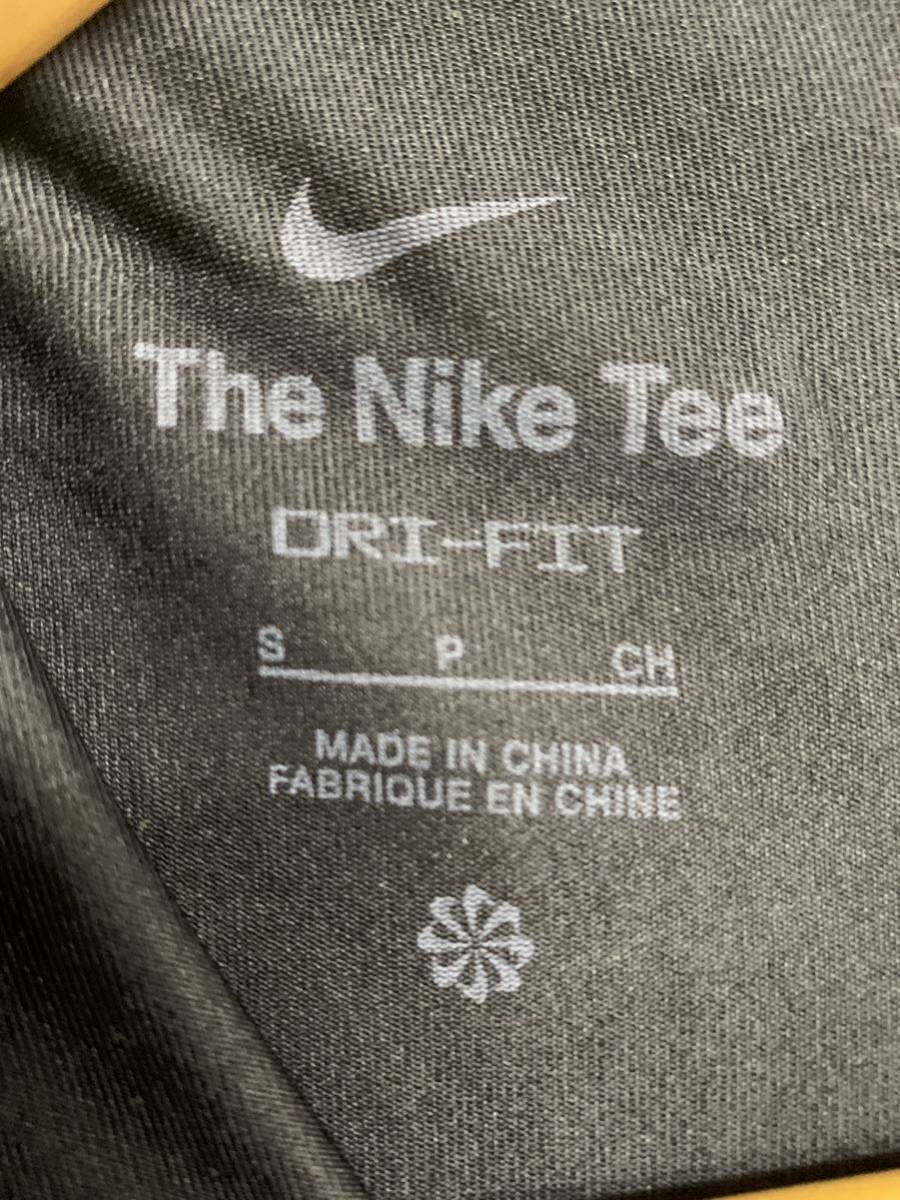 The Nike Tee
DRI-FIT
S P CH
MADE IN CHINA
FABRIQUE EN CHINE